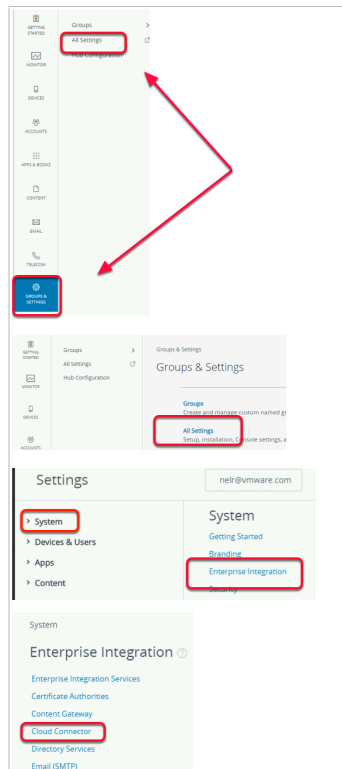 GETTING
STARTED
MONITOR
DEVICES
ACCOUNTS
APPS & BOOKS
CONTENT
EMAIL
TELECOM
GROUPS &
SETTINGS
Groups
All Settings
Hub Configuration
GETTING
STARTED
MONITOR
DEVICES
ACCOUNTS
Groups
All Settings
Hub Configuration
Groups & Settings
Groups & Settings
Groups
Create and manage custom named gr
All Settings
Setup, installation, Console settings, a
Settings
nelr@vmware.com
System
Devices & Users
Apps
Content
System
Getting Started
Branding
Enterprise Integration
Security
System
Enterprise Integration
Enterprise Integration Services
Certificate Authorities
Content Gateway
Cloud Connector
Directory Services
Email (SMTP)